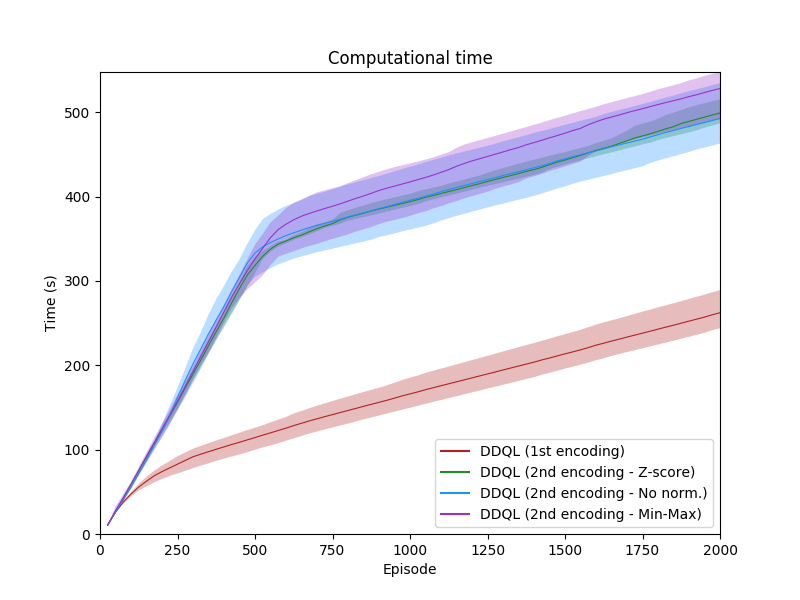 Computational time
Time (s)
500
400
300
200
100
0
0 250 500 750 1000 1250 1500 1750 2000
Episode
DDQL (1st encoding)
DDQL (2nd encoding - Z-score)
DDQL (2nd encoding - No norm.)
DDQL (2nd encoding - Min-Max)